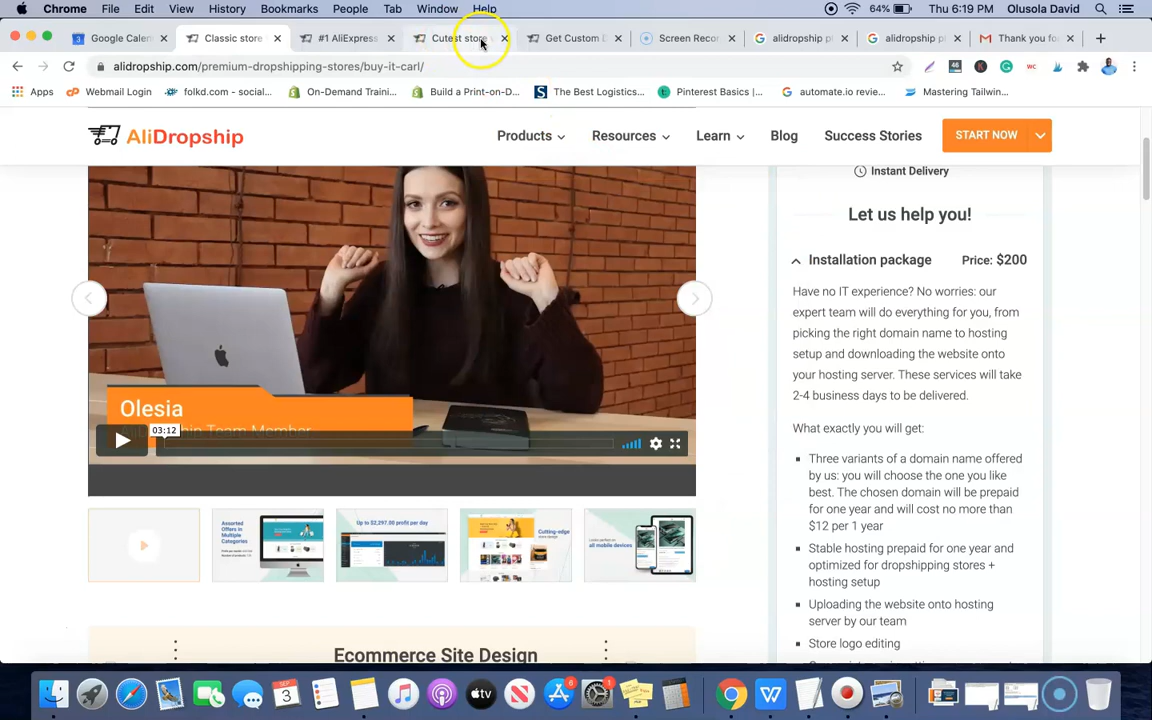 Chrome File Edit View History Bookmarks People Tab Window Help 64% Thu 6:19 PM Olusola David
Google Calen Classic store #1 AliExpress Cutest store Get Custom Screen Recor alidropship p alidropship p Thank you fo
alidropship.com/premium-dropshipping-stores/buy-it-carl/
Apps Webmail Login folkd.com - social... On-Demand Traini... Build a Print-on-D... The Best Logistics... Pinterest Basics |... automate.io revie... Mastering Tailwin...
AliDropship Products Resources Learn Blog Success Stories START NOW
Instant Delivery
Let us help you!
Installation package Price: $200
Have no IT experience? No worries: our
expert team will do everything for you, from
picking the right domain name to hosting
setup and downloading the website onto
your hosting server. These services will take
2-4 business days to be delivered.
What exactly you will get:
Three variants of a domain name offered
by us: you will choose the one you like
best. The chosen domain will be prepaid
for one year and will cost no more than
$12 per 1 year
Stable hosting prepaid for one year and
optimized for dropshipping stores +
hosting setup
Uploading the website onto hosting
server by our team
Store logo editing
Olesia
Team Member
03:12
Assorted
Offers in
Multiple
Categories
Up to $2,297.00 profit per day
Cutting-edge
store
Looks perfect on
all mobile devices
Ecommerce Site Design